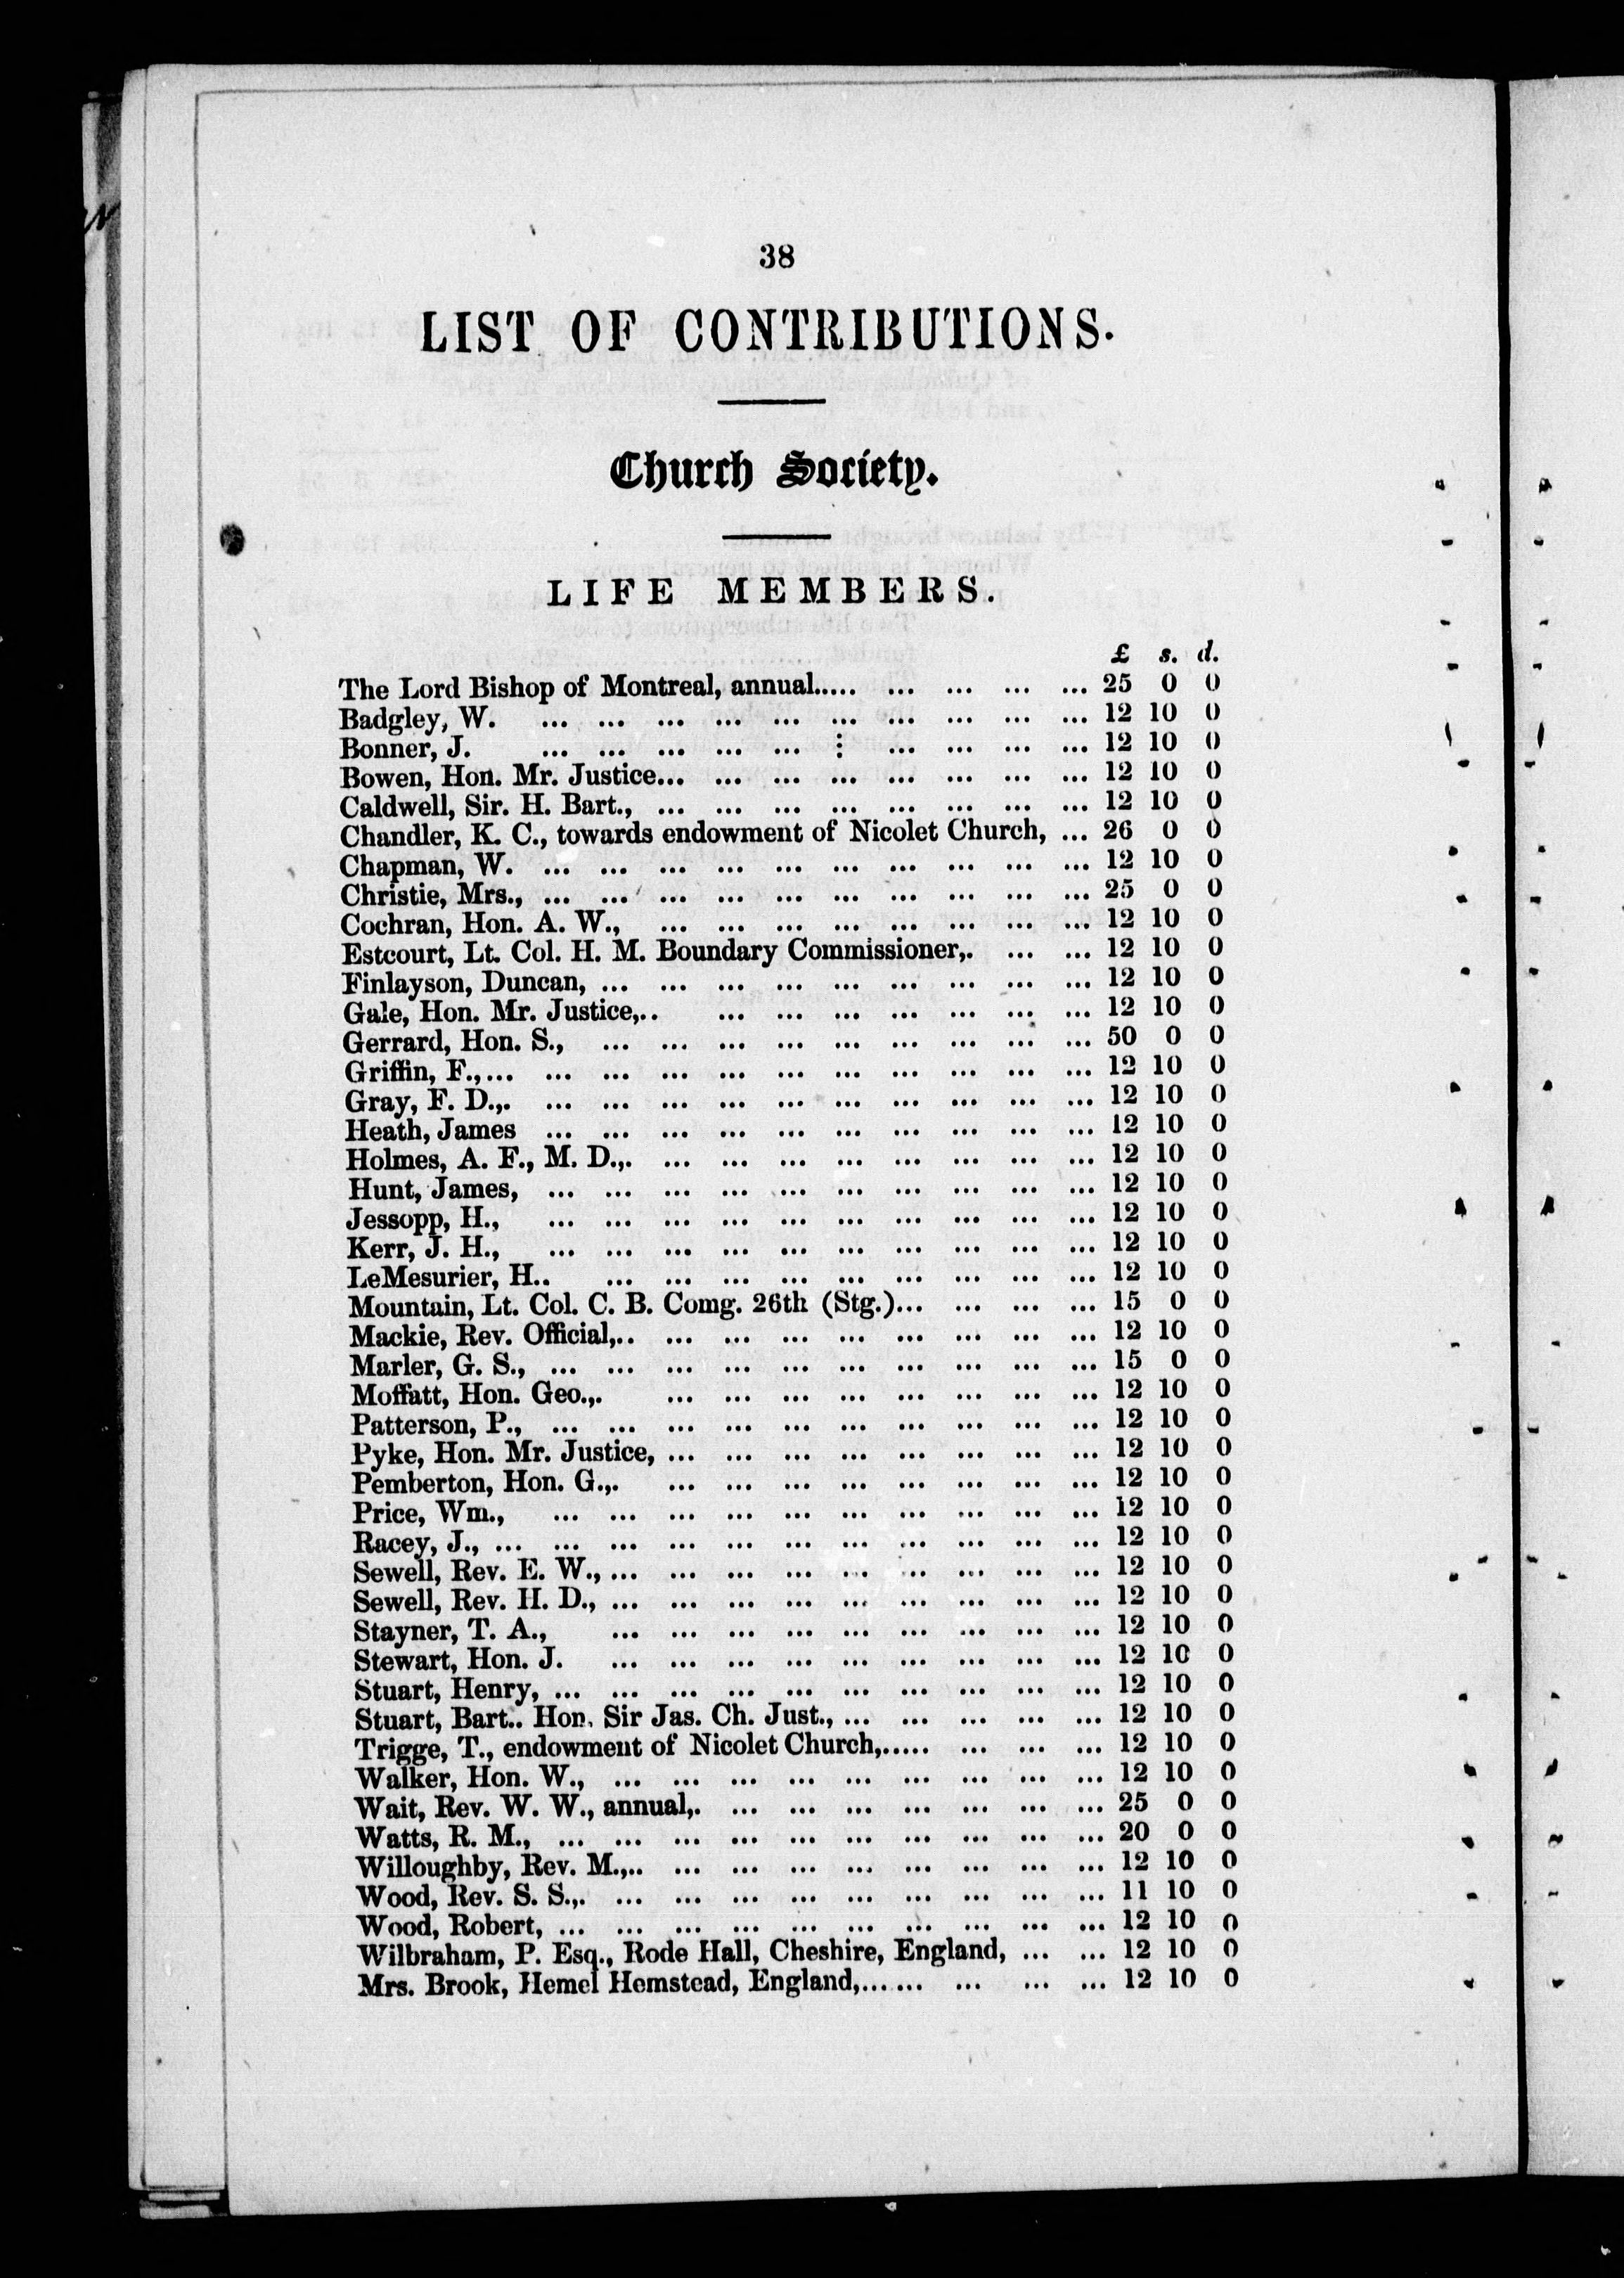 38
LIST OF CONTRIBUTIONS.
Church Society.
LIFE MEMBERS.
£ s. d.
The Lord Bishop of Montreal, annual..... ... ... ... ... 25 0 0
Badgley, W. ... ... ... ... ... ... ... ... ... ... 12 10 0
Bonner, J. ... ... ... ... ... ⋮ ... ... ... ... 12 10 0
Bowen, Hon. Mr. Justice... ... ... ... ... ... ... ... 12 10 0
Caldwell, Sir. H. Bart., ... ... ... ... ... ... ... ... 12 10 0
Chandler, K. C., towards endowment of Nicolet Church, ... 26 0 0
Chapman, W. ... ... ... ... ... ... ... ... ... ... 12 10 0
Christie, Mrs., ... ... ... ... ... ... ... ... ... ... 25 0 0
Cochran, Hon. A. W., ... ... ... ... ... ... ... ... 12 10 0
Estcourt, Lt. Col. H. M. Boundary Commissioner,. ... ... 12 10 0
Finlayson, Duncan, ... ... ... ... ... ... ... ... ... 12 10 0
Gale, Hon. Mr. Justice,.. ... ... ... ... ... ... ... 12 10 0
Gerrard, Hon. S., ... ... ... ... ... ... ... ... ... 50 0 0
Griffin, F.,... ... ... ... ... ... ... ... ... ... ... 12 10 0
Gray, F. D.,. ... ... ... ... ... ... ... ... ... ... 12 10 0
Heath, James ... ... ... ... ... ... ... ... ... ... 12 10 0
Holmes, A. F., M. D.,. ... ... ... ... ... ... ... ... 12 10 0
Hunt, James, ... ... ... ... ... ... ... ... ... ... 12 10 0
Jessopp, H., ... ... ... ... ... ... ... ... ... ... 12 10 0
Kerr, J. H., ... ... ... ... ... ... ... ... ... ... 12 10 0
LeMesurier, H.. ... ... ... ... ... ... ... ... ... 12 10 0
Mountain, Lt. Col. C. B. Comg. 26th (Stg.)... ... ... ... 15 0 0
Mackie, Rev. Official,.. ... ... ... ... ... ... ... ... 12 10 0
Marler, G. S., ... ... ... ... ... ... ... ... ... ... 15 0 0
Moffatt, Hon. Geo.,. ... ... ... ... ... ... ... ... 12 10 0
Patterson, P., ... ... ... ... ... ... ... ... ... ... 12 10 0
Pyke, Hon. Mr. Justice, ... ... ... ... ... ... ... ... 12 10 0
Pemberton, Hon. G.,. ... ... ... ... ... ... ... ... 12 10 0
Price, Wm., ... ... ... ... ... ... ... ... ... ... 12 10 0
Racey, J., ... ... ... ... ... ... ... ... ... ... ... 12 10 0
Sewell, Rev. E. W., ... ... ... ... ... ... ... ... ... 12 10 0
Sewell, Rev. H. D., ... ... ... ... ... ... ... ... ... 12 10 0
Stayner, T. A., ... ... ... ... ... ... ... ... ... 12 10 0
Stewart, Hon. J. ... ... ... ... ... ... ... ... ... 12 10 0
Stuart, Henry, ... ... ... ... ... ... ... ... ... ... 12 10 0
Stuart, Bart.. Hon. Sir Jas. Ch. Just., ... ... ... ... ... 12 10 0
Trigge, T., endowment of Nicolet Church,..... ... ... ... 12 10 0
Walker, Hon. W., ... ... ... ... ... ... ... ... ... 12 10 0
Wait, Rev. W. W., annual,. ... ... ... ... ... ... ... 25 0 0
Watts, R. M., ... ... ... ... ... ... ... ... ... ... 20 0 0
Willoughby, Rev. M.,.. ... ... ... ... ... ... ... ... 12 10 0
Wood, Rev. S. S.,. ... ... ... ... ... ... ... ... ... 11 10 0
Wood, Robert, ... ... ... ... ... ... ... ... ... ... 12 10 0
Wilbraham, P. Esq., Rode Hall, Cheshire, England, ... ... 12 10 0
Mrs. Brook, Hemel Hemstead, England,...... ... ... ... 12 10 0